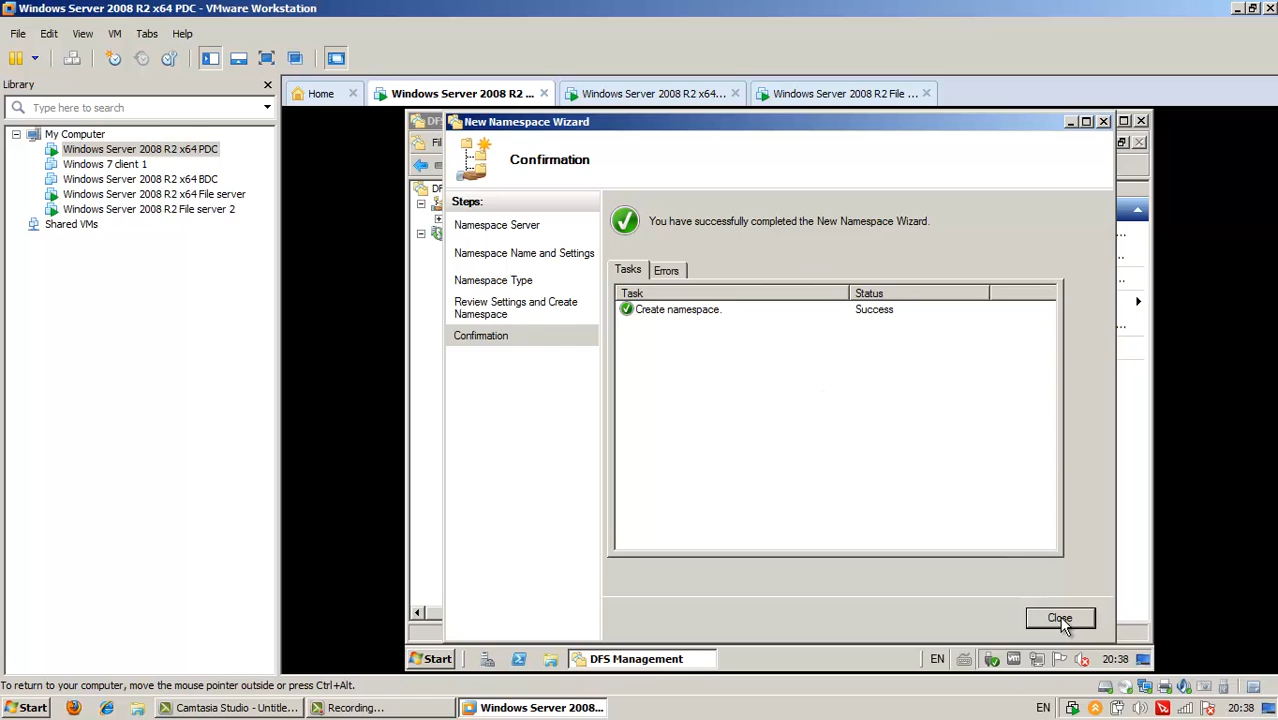 Windows Server 2008 R2 x64 PDC - VMware Workstation
File Edit View VM Tabs Help
Library
Type here to search
My Computer
Windows Server 2008 R2 x64 PDC
Windows 7 client 1
Windows Server 2008 R2 x64 BDC
Windows Server 2008 R2 x64 File server
Windows Server 2008 R2 File server 2
Shared VMs
Home
Windows Server 2008 R2 ...
Windows Server 2008 R2 x64...
Windows Server 2008 R2 File ...
New Namespace Wizard
Confirmation
Steps:
Namespace Server
Namespace Name and Settings
Namespace Type
Review Settings and Create
Namespace
Confirmation
You have successfully completed the New Namespace Wizard.
Tasks Errors
Task Status
Create namespace. Success
Close
Start DFS Management EN 20:38
To return to your computer, move the mouse pointer outside or press Ctrl+Alt.
Start Camtasia Studio - Untitle... Recording... Windows Server 2008... EN 20:38